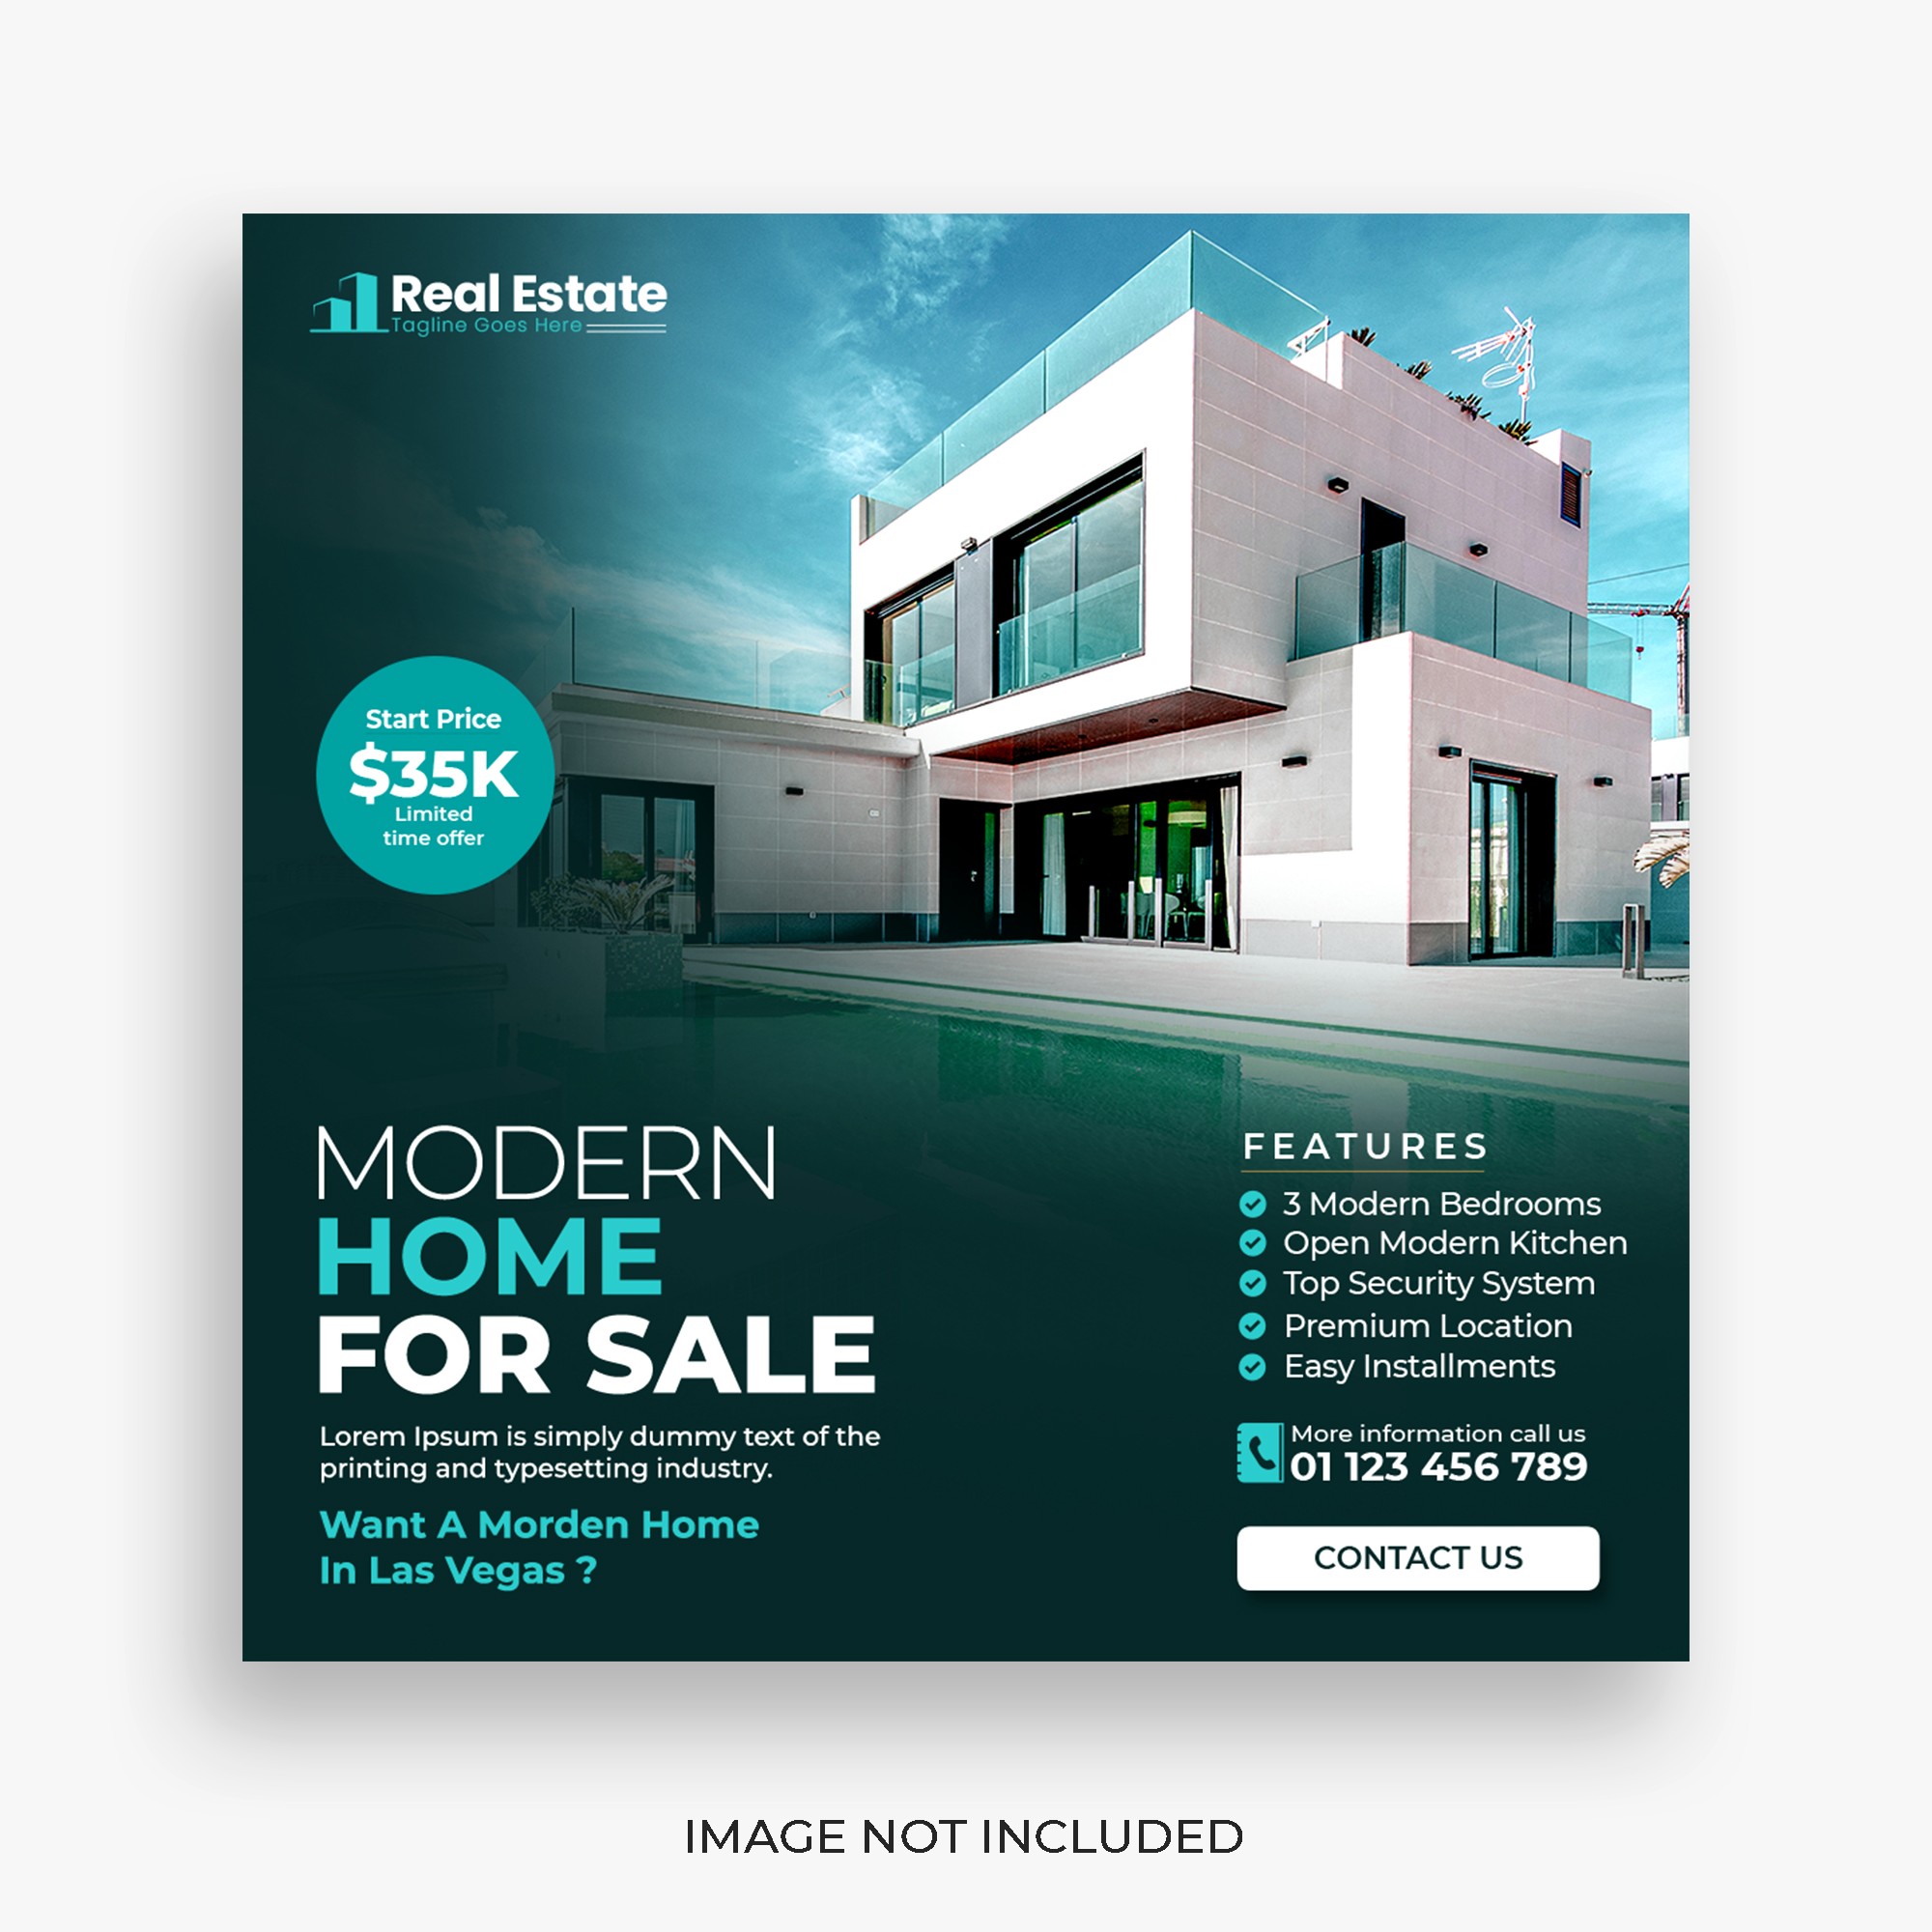 Real Estate
Tagline Goes Here
Start Price
$35K
Limited
time offer
MODERN
HOME
FOR SALE
Lorem Ipsum is simply dummy text of the
printing and typesetting industry.
Want A Morden Home
In Las Vegas ?
FEATURES
3 Modern Bedrooms
Open Modern Kitchen
Top Security System
Premium Location
Easy Installments
More information call us
01 123 456 789
CONTACT US
IMAGE NOT INCLUDED